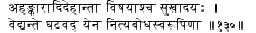 अहङ्कारादिदेहान्ता विषयाश्च सुखादयः ।
वेद्यन्ते घटवद् येन नित्यबोधस्वरूपिणा ॥१३०॥